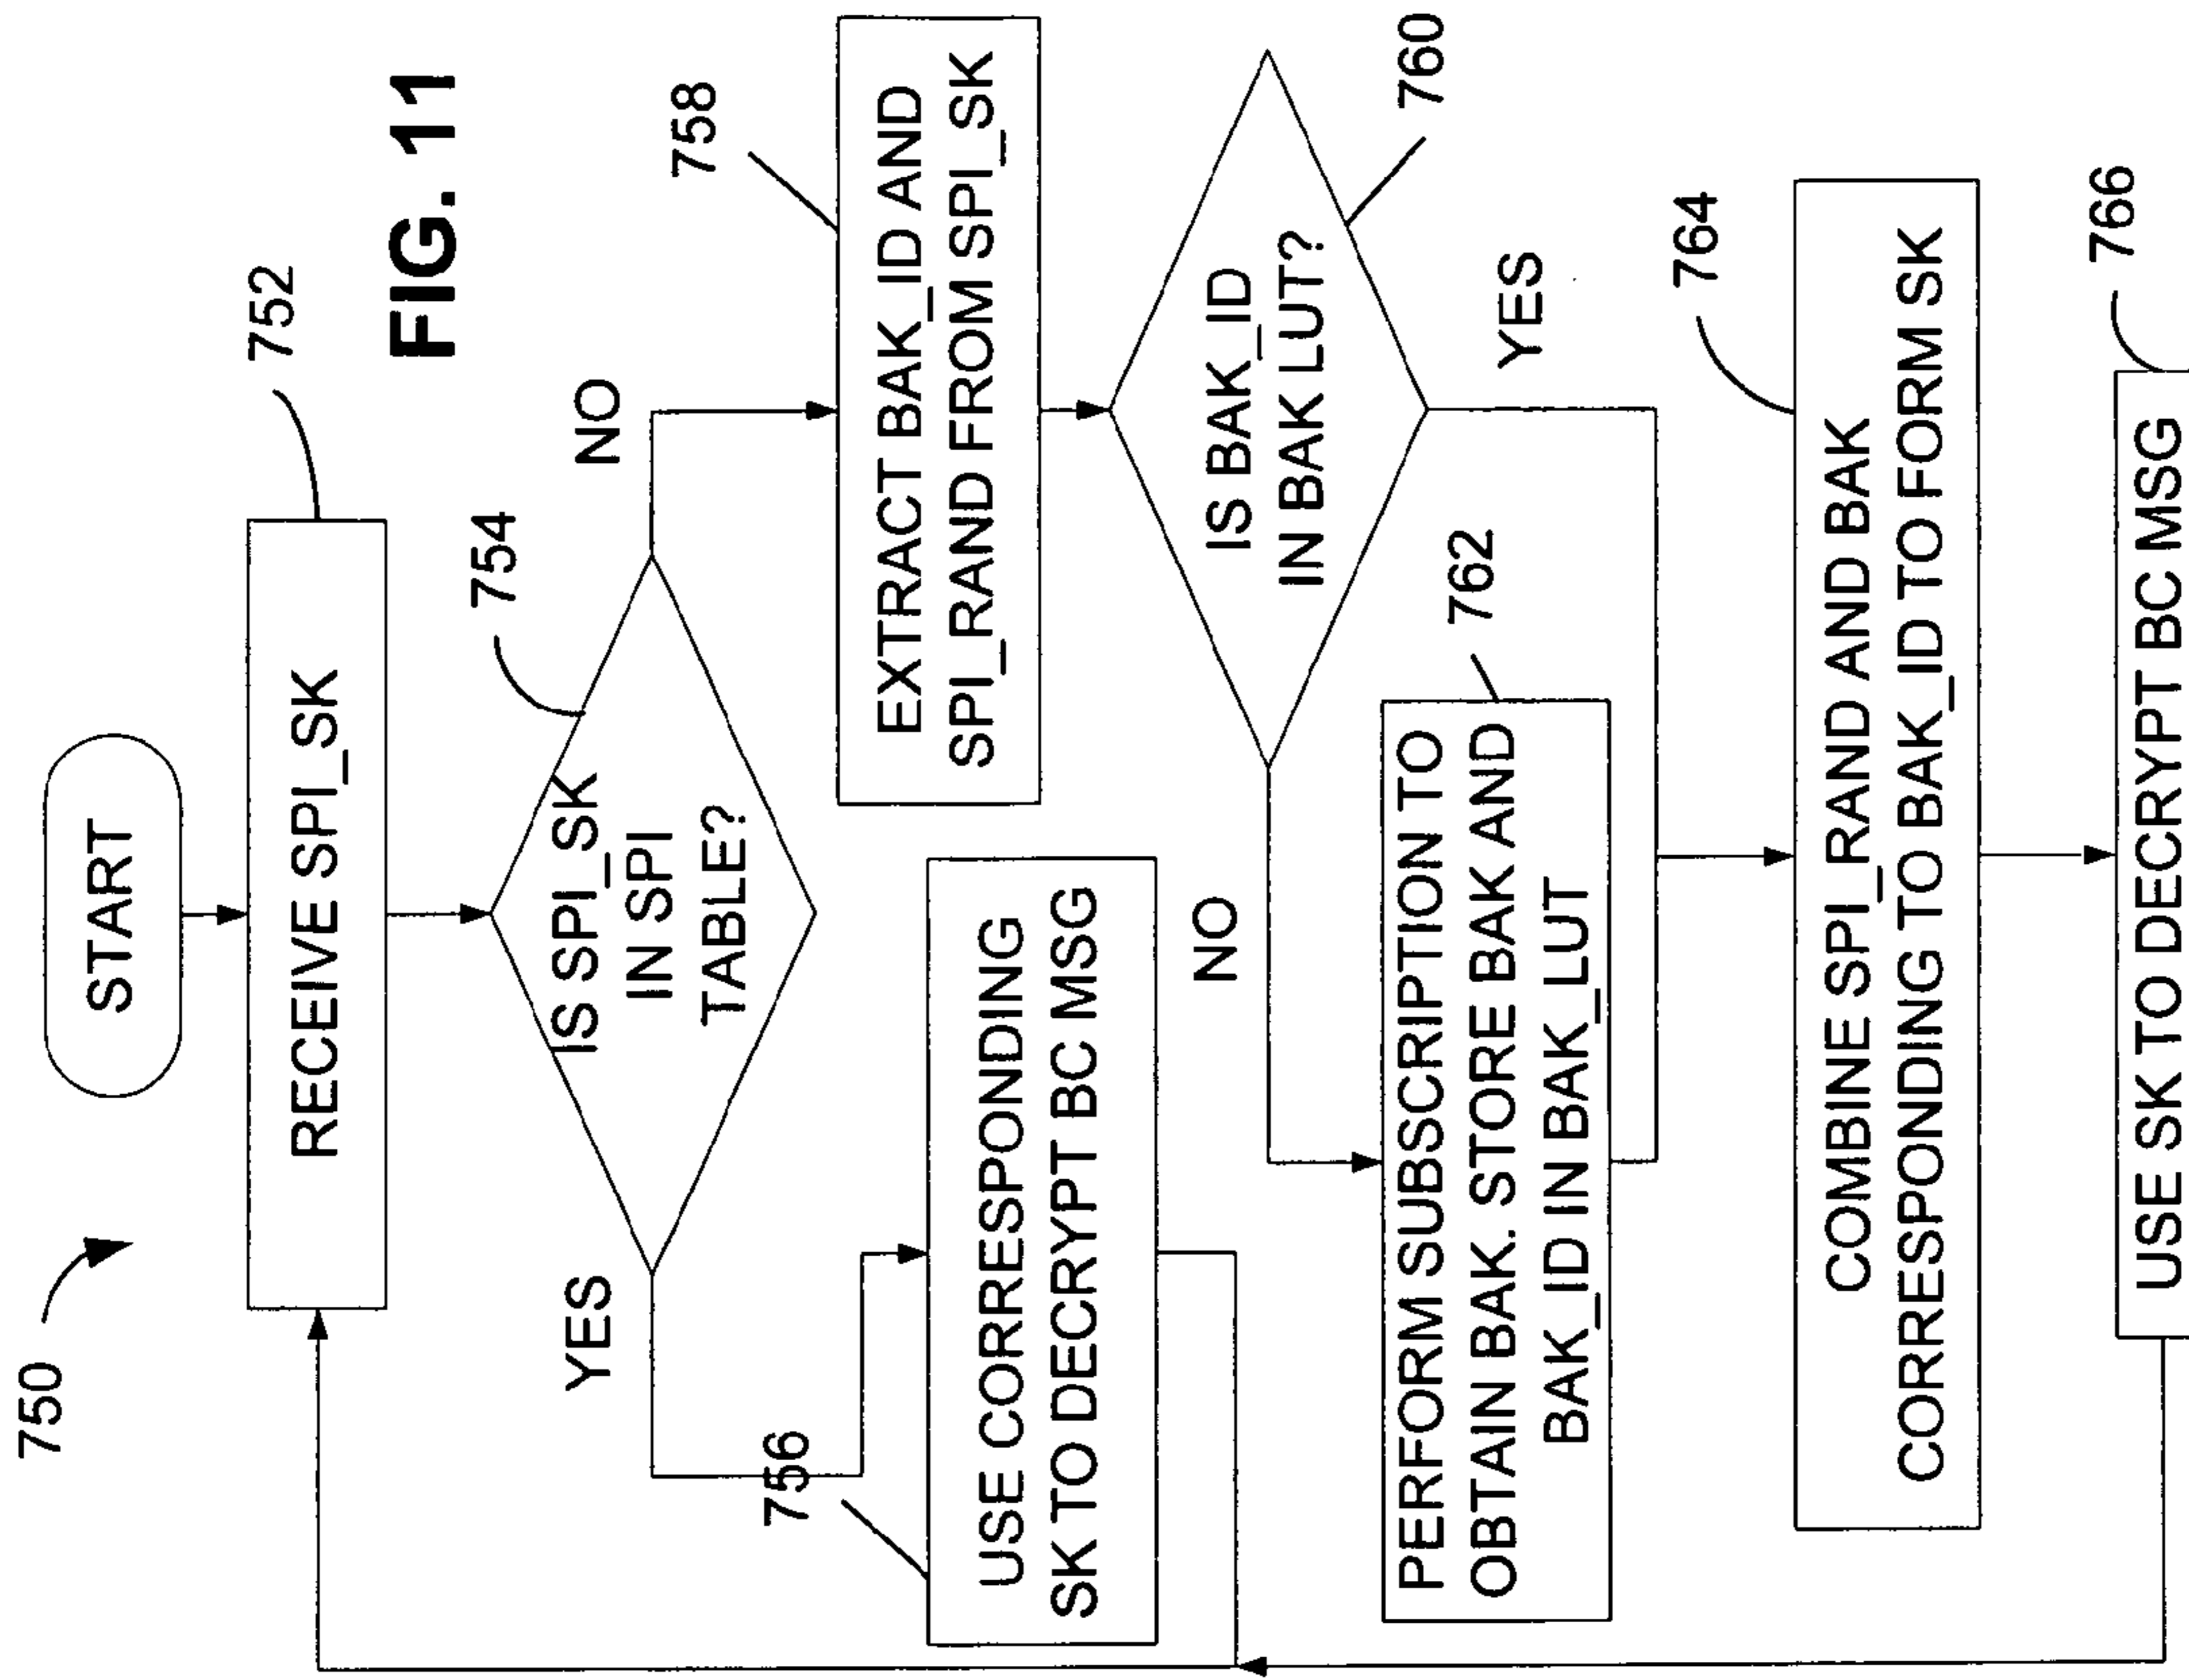 750
START
FIG. 11
752
RECEIVE SPI_SK
754
IS SPI_SK
IN SPI
TABLE?
YES
NO
756
USE CORRESPONDING
SK TO DECRYPT BC MSG
758
EXTRACT BAK_ID AND
SPI_RAND FROM SPI_SK
760
IS BAK_ID
IN BAK LUT?
NO
YES
762
PERFORM SUBSCRIPTION TO
OBTAIN BAK. STORE BAK AND
BAK_ID IN BAK_LUT
764
COMBINE SPI_RAND AND BAK
CORRESPONDING TO BAK_ID TO FORM SK
766
USE SK TO DECRYPT BC MSG